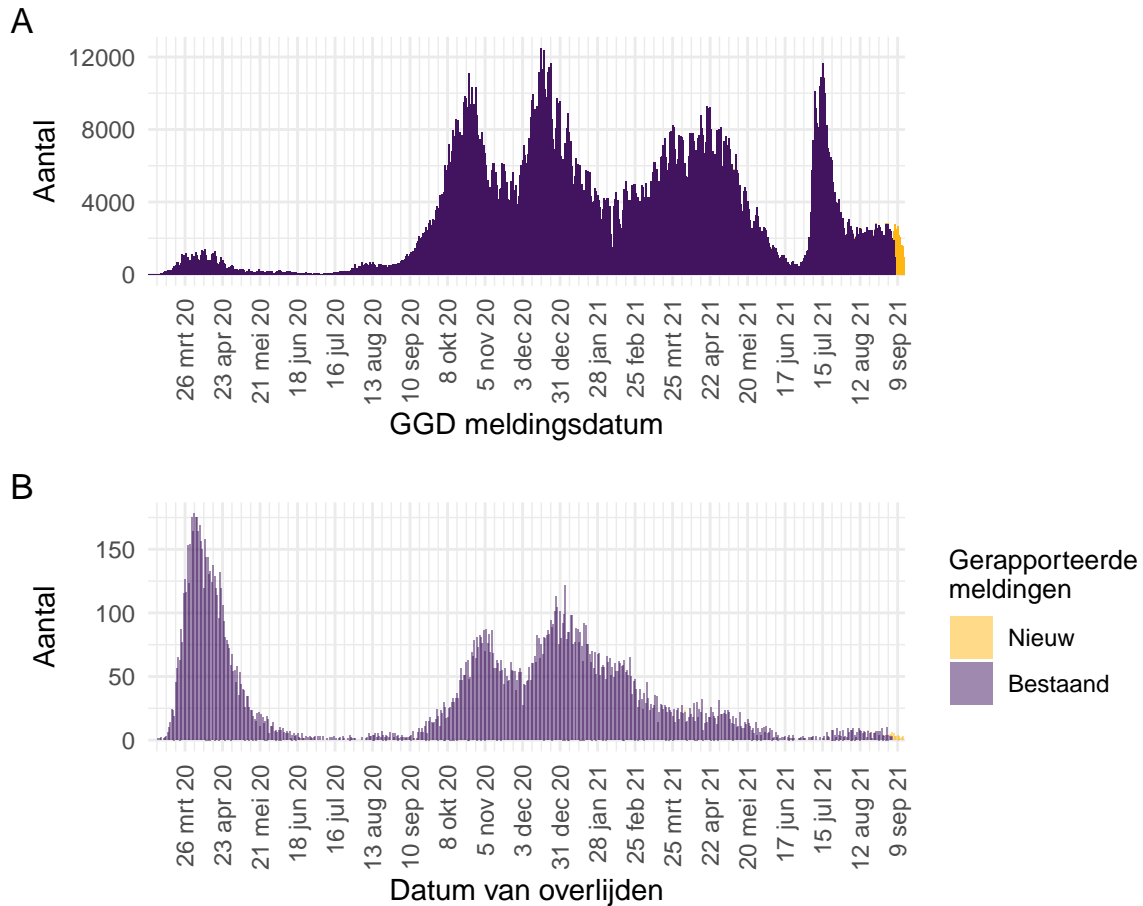 A
12000
8000
4000
0
Aantal
26 mrt 20
23 apr 20
21 mei 20
18 jun 20
16 jul 20
13 aug 20
10 sep 20
8 okt 20
5 nov 20
3 dec 20
31 dec 20
28 jan 21
25 feb 21
25 mrt 21
22 apr 21
20 mei 21
17 jun 21
15 jul 21
12 aug 21
9 sep 21
GGD meldingsdatum
B
150
100
50
0
Aantal
26 mrt 20
23 apr 20
21 mei 20
18 jun 20
16 jul 20
13 aug 20
10 sep 20
8 okt 20
5 nov 20
3 dec 20
31 dec 20
28 jan 21
25 feb 21
25 mrt 21
22 apr 21
20 mei 21
17 jun 21
15 jul 21
12 aug 21
9 sep 21
Datum van overlijden
Gerapporteerde
meldingen
Nieuw
Bestaand